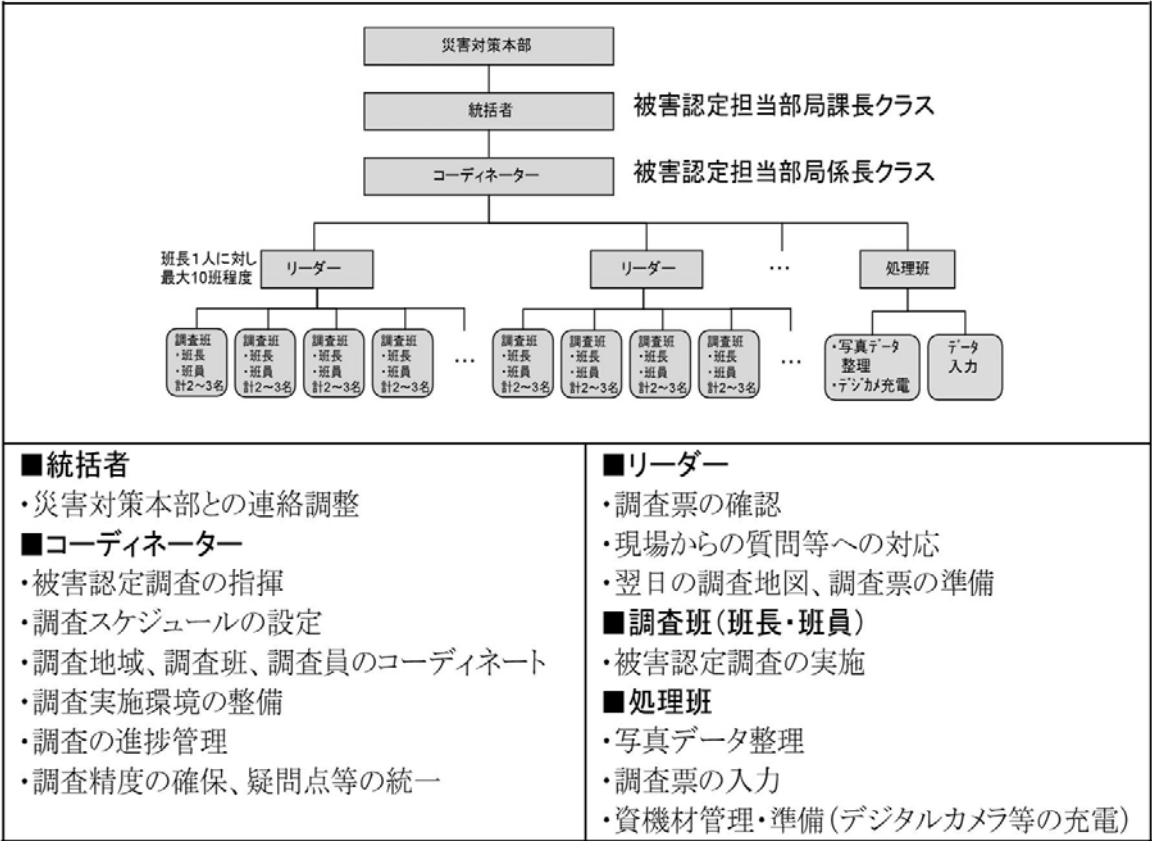 災害対策本部
統括者
被害認定担当部局課長クラス
コーディネーター
被害認定担当部局係長クラス
班長1人に対し
最大10班程度
リーダー
リーダー
…
処理班
調査班
・班長
・班員
計2～3名
調査班
・班長
・班員
計2～3名
調査班
・班長
・班員
計2～3名
調査班
・班長
・班員
計2～3名
…
調査班
・班長
・班員
計2～3名
調査班
・班長
・班員
計2～3名
調査班
・班長
・班員
計2～3名
調査班
・班長
・班員
計2～3名
…
・写真データ
整理
・デジカメ充電
データ
入力
■統括者
・災害対策本部との連絡調整
■コーディネーター
・被害認定調査の指揮
・調査スケジュールの設定
・調査地域、調査班、調査員のコーディネート
・調査実施環境の整備
・調査の進捗管理
・調査精度の確保、疑問点等の統一
■リーダー
・調査票の確認
・現場からの質問等への対応
・翌日の調査地図、調査票の準備
■調査班(班長・班員)
・被害認定調査の実施
■処理班
・写真データ整理
・調査票の入力
・資機材管理・準備(デジタルカメラ等の充電)